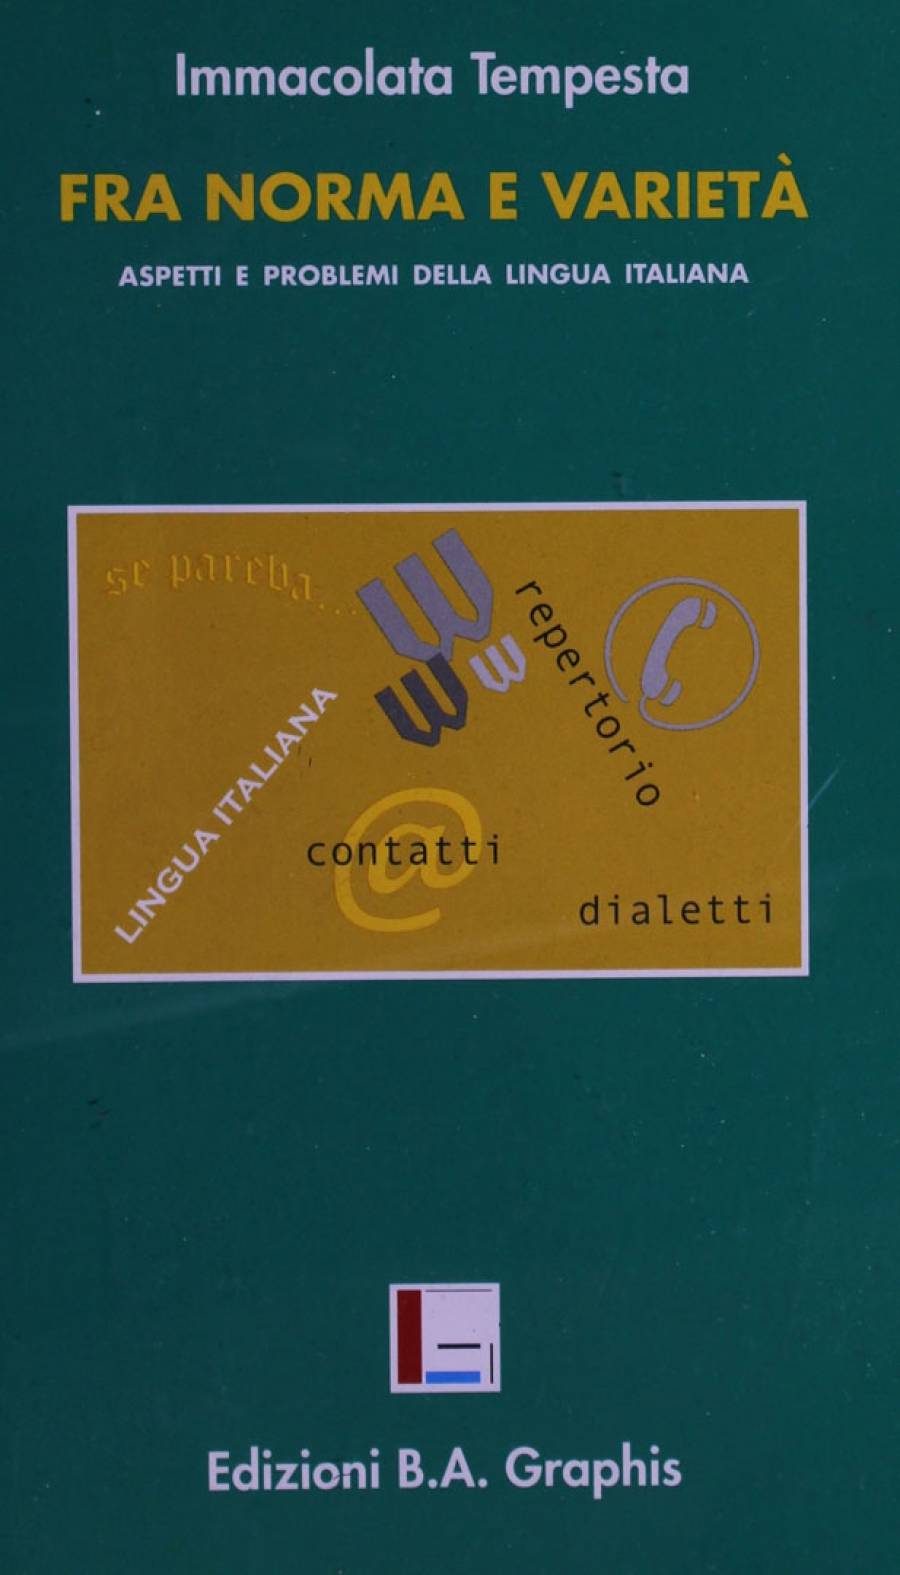 Immacolata Tempesta
FRA NORMA E VARIETÀ
ASPETTI E PROBLEMI DELLA LINGUA ITALIANA
se pareba...
W
W
W
repertorio
LINGUA ITALIANA
@
contatti
dialetti
Edizioni B.A. Graphis